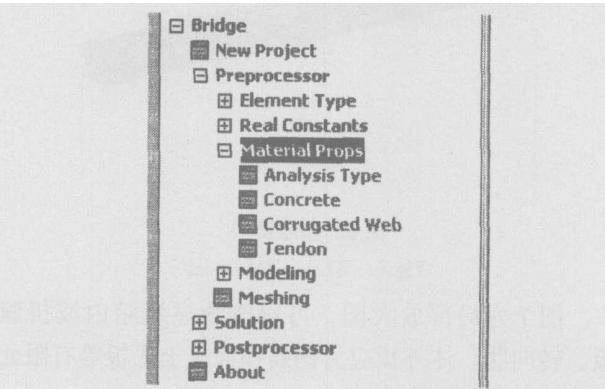 Bridge
New Project
Preprocessor
Element Type
Real Constants
Material Props
Analysis Type
Concrete
Corrugated Web
Tendon
Modeling
Meshing
Solution
Postprocessor
About